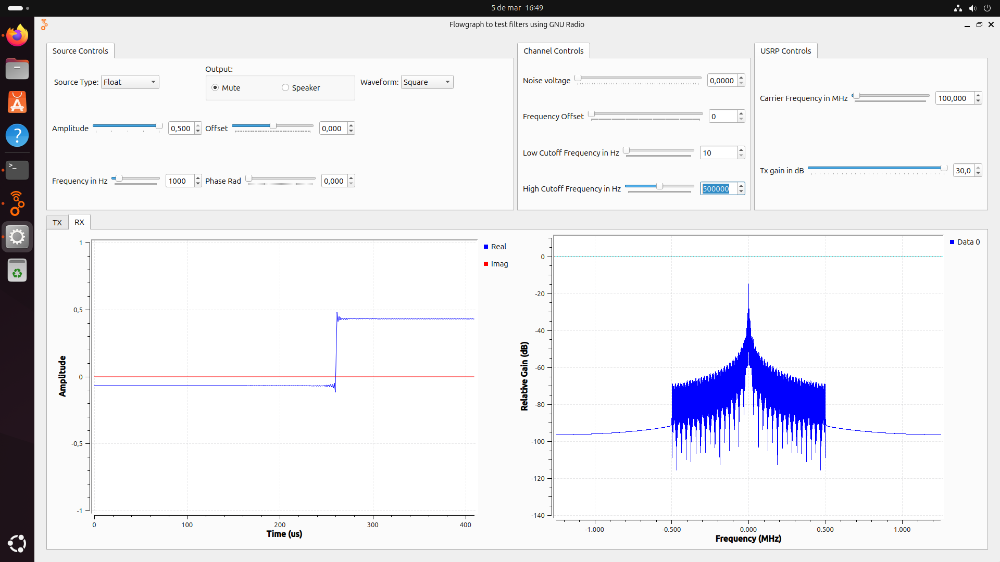 5 de mar 16:49
Flowgraph to test filters using GNU Radio
Source Controls
Source Type: Float
Output:
Mute
Speaker
Waveform: Square
Amplitude 0,500
Offset 0,000
Frequency in Hz 1000
Phase Rad 0,000
Channel Controls
Noise voltage 0,0000
Frequency Offset 0
Low Cutoff Frequency in Hz 10
High Cutoff Frequency in Hz 500000
USRP Controls
Carrier Frequency in MHz 100,000
Tx gain in dB 30,0
TX
RX
1
0,5
0
-0,5
-1
Amplitude
0 100 200 300 400
Time (us)
Real
Imag
0
-20
-40
-60
-80
-100
-120
-140
Relative Gain (dB)
-1.000 -0.500 0.000 0.500 1.000
Frequency (MHz)
Data 0
>_
?